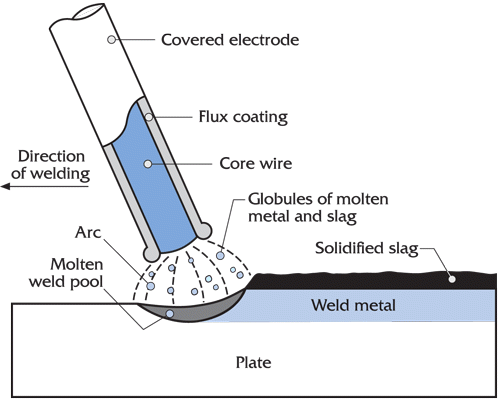 Covered electrode
Flux coating
Core wire
Direction
of welding
Globules of molten
metal and slag
Arc
Solidified slag
Molten
weld pool
Weld metal
Plate